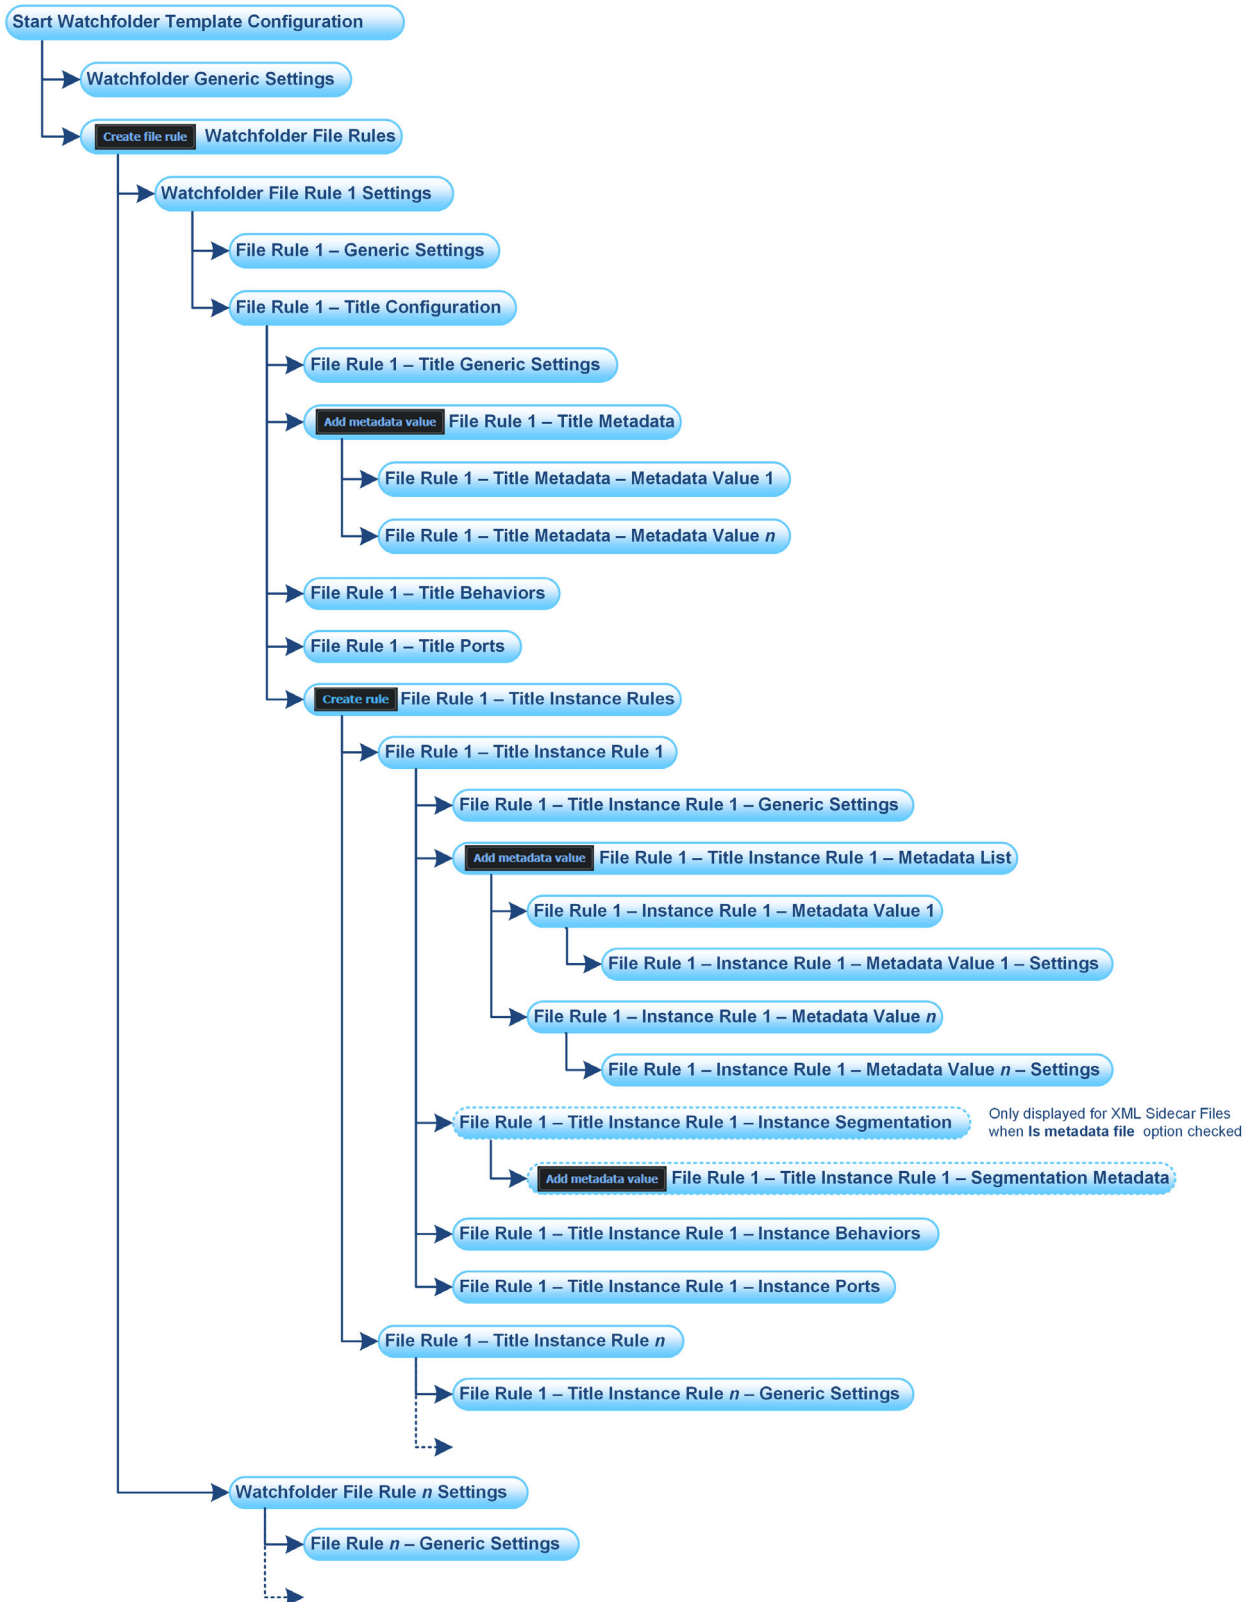 Start Watchfolder Template Configuration
Watchfolder Generic Settings
Create file rule Watchfolder File Rules
Watchfolder File Rule 1 Settings
File Rule 1 – Generic Settings
File Rule 1 – Title Configuration
File Rule 1 – Title Generic Settings
Add metadata value File Rule 1 – Title Metadata
File Rule 1 – Title Metadata – Metadata Value 1
File Rule 1 – Title Metadata – Metadata Value n
File Rule 1 – Title Behaviors
File Rule 1 – Title Ports
Create rule File Rule 1 – Title Instance Rules
File Rule 1 – Title Instance Rule 1
File Rule 1 – Title Instance Rule 1 – Generic Settings
Add metadata value File Rule 1 – Title Instance Rule 1 – Metadata List
File Rule 1 – Instance Rule 1 – Metadata Value 1
File Rule 1 – Instance Rule 1 – Metadata Value 1 – Settings
File Rule 1 – Instance Rule 1 – Metadata Value n
File Rule 1 – Instance Rule 1 – Metadata Value n – Settings
File Rule 1 – Title Instance Rule 1 – Instance Segmentation
Only displayed for XML Sidecar Files
when Is metadata file option checked
Add metadata value File Rule 1 – Title Instance Rule 1 – Segmentation Metadata
File Rule 1 – Title Instance Rule 1 – Instance Behaviors
File Rule 1 – Title Instance Rule 1 – Instance Ports
File Rule 1 – Title Instance Rule n
File Rule 1 – Title Instance Rule n – Generic Settings
Watchfolder File Rule n Settings
File Rule n – Generic Settings